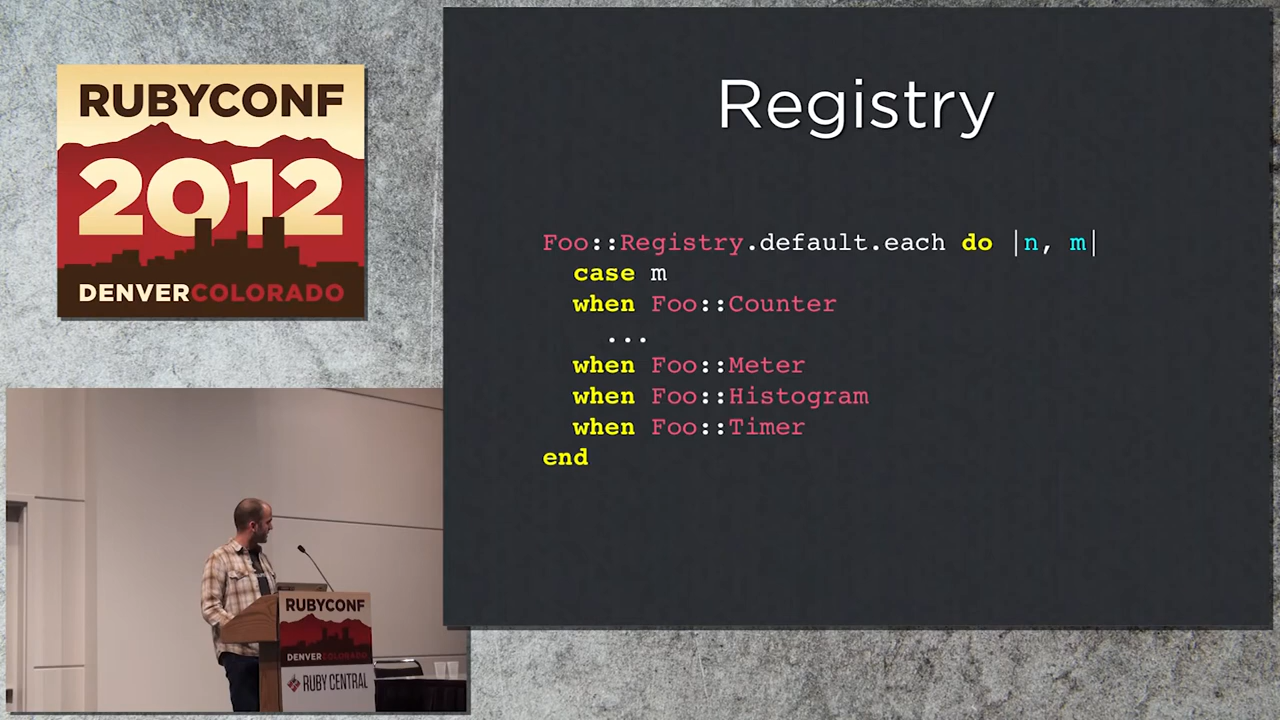 RUBYCONF
2012
DENVERCOLORADO
Registry
Foo::Registry.default.each do |n, m|
case m
when Foo::Counter
...
when Foo::Meter
when Foo::Histogram
when Foo::Timer
end
RUBYCONF
DENVERCOLORADO
RUBY CENTRAL